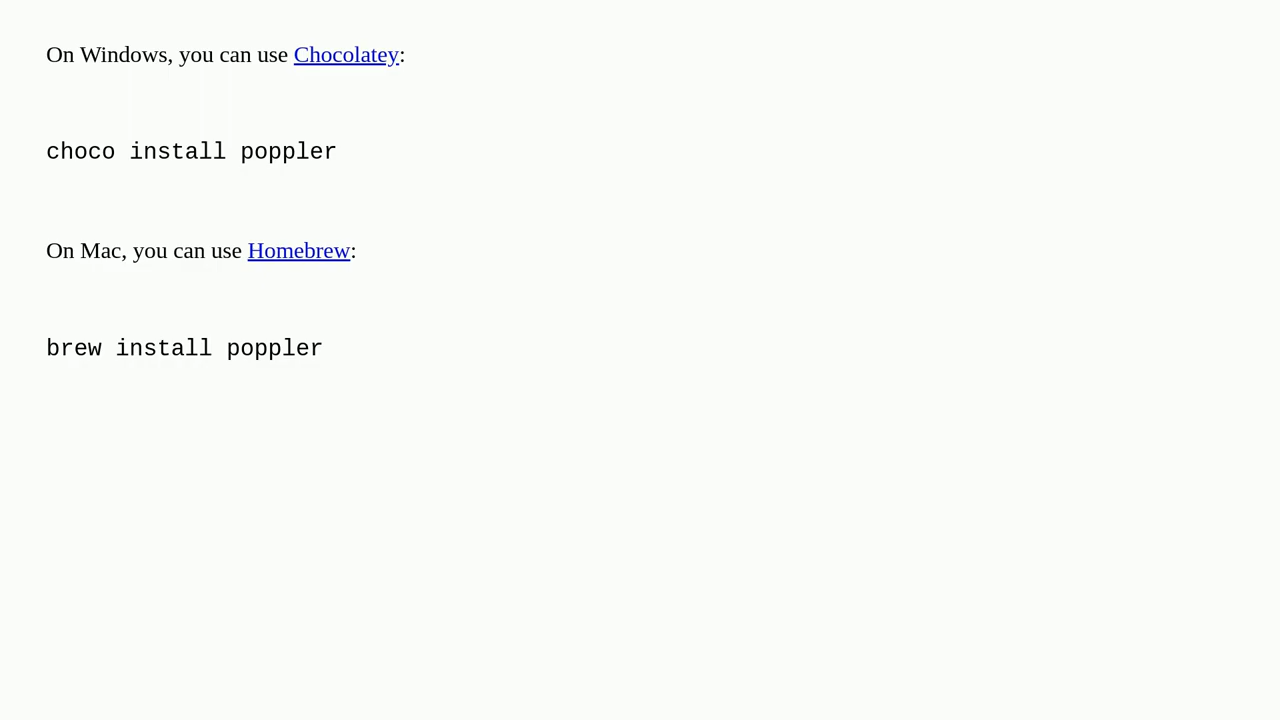 On Windows, you can use Chocolatey:
choco install poppler
On Mac, you can use Homebrew:
brew install poppler